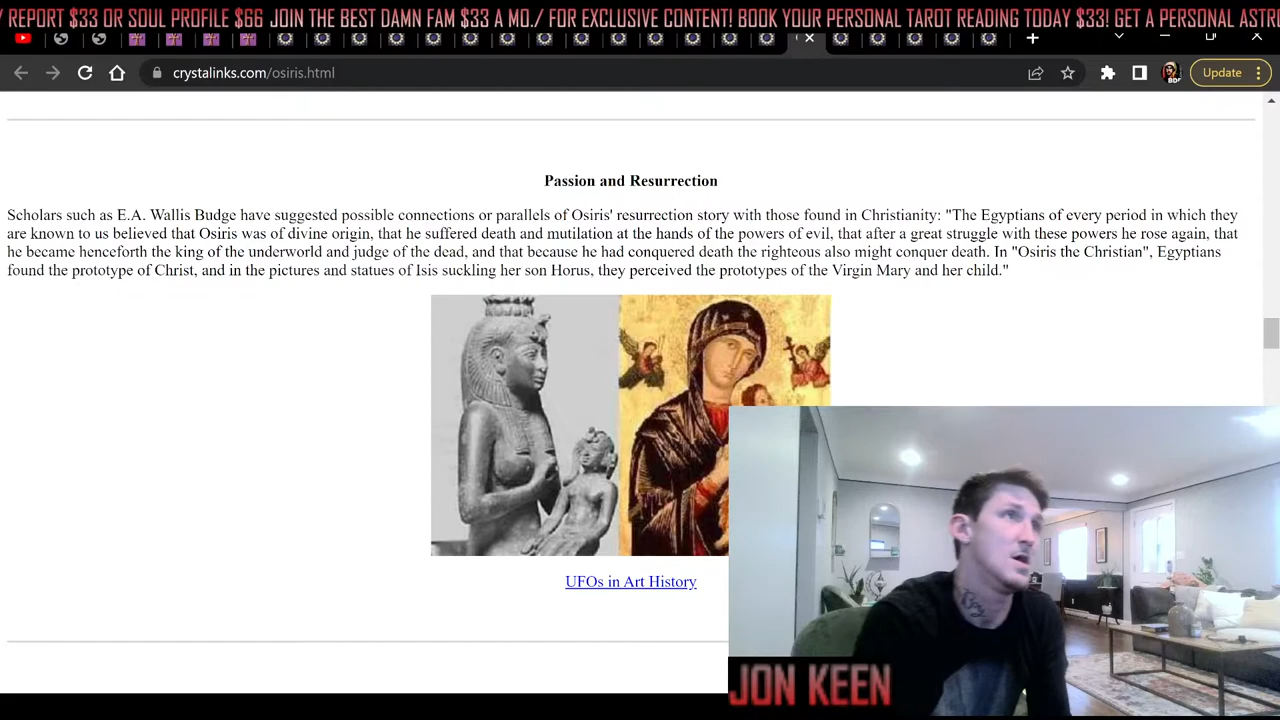 / REPORT $33 OR SOUL PROFILE $66 JOIN THE BEST DAMN FAM $33 A MO./ FOR EXCLUSIVE CONTENT! BOOK YOUR PERSONAL TAROT READING TODAY $33! GET A PERSONAL ASTR
crystalinks.com/osiris.html
Update
Passion and Resurrection
Scholars such as E.A. Wallis Budge have suggested possible connections or parallels of Osiris' resurrection story with those found in Christianity: "The Egyptians of every period in which they
are known to us believed that Osiris was of divine origin, that he suffered death and mutilation at the hands of the powers of evil, that after a great struggle with these powers he rose again, that
he became henceforth the king of the underworld and judge of the dead, and that because he had conquered death the righteous also might conquer death. In "Osiris the Christian", Egyptians
found the prototype of Christ, and in the pictures and statues of Isis suckling her son Horus, they perceived the prototypes of the Virgin Mary and her child."
UFOs in Art History
JON KEEN